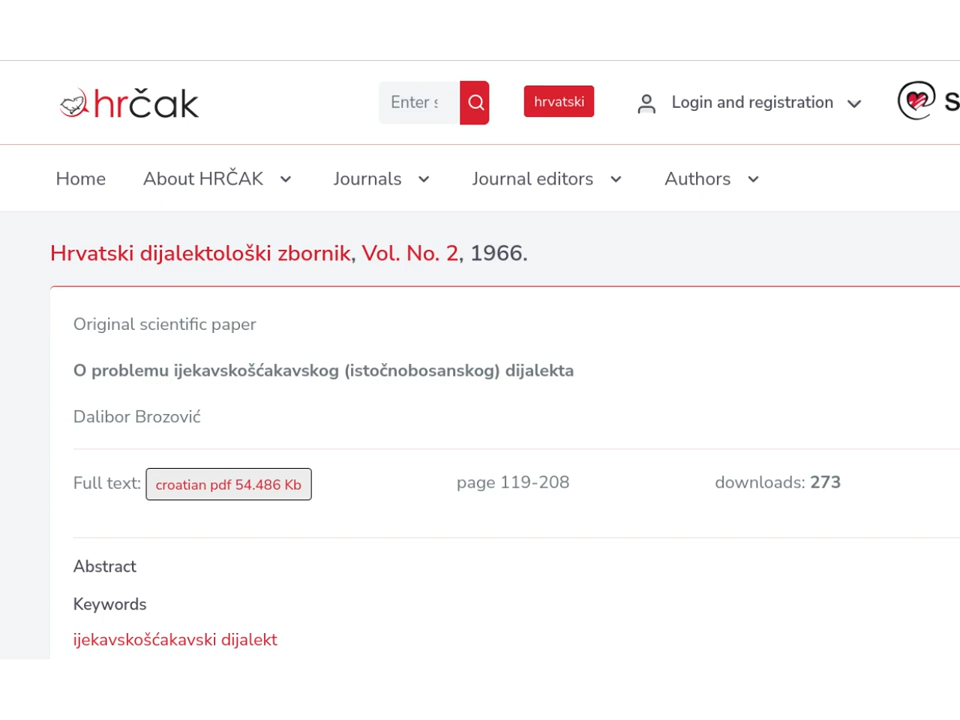 hrčak
Enter
hrvatski
Login and registration
S
Home
About HRČAK
Journals
Journal editors
Authors
Hrvatski dijalektološki zbornik, Vol. No. 2, 1966.
Original scientific paper
O problemu ijekavskošćakavskog (istočnobosanskog) dijalekta
Dalibor Brozović
Full text: croatian pdf 54.486 Kb
page 119-208
downloads: 273
Abstract
Keywords
ijekavskošćakavski dijalekt